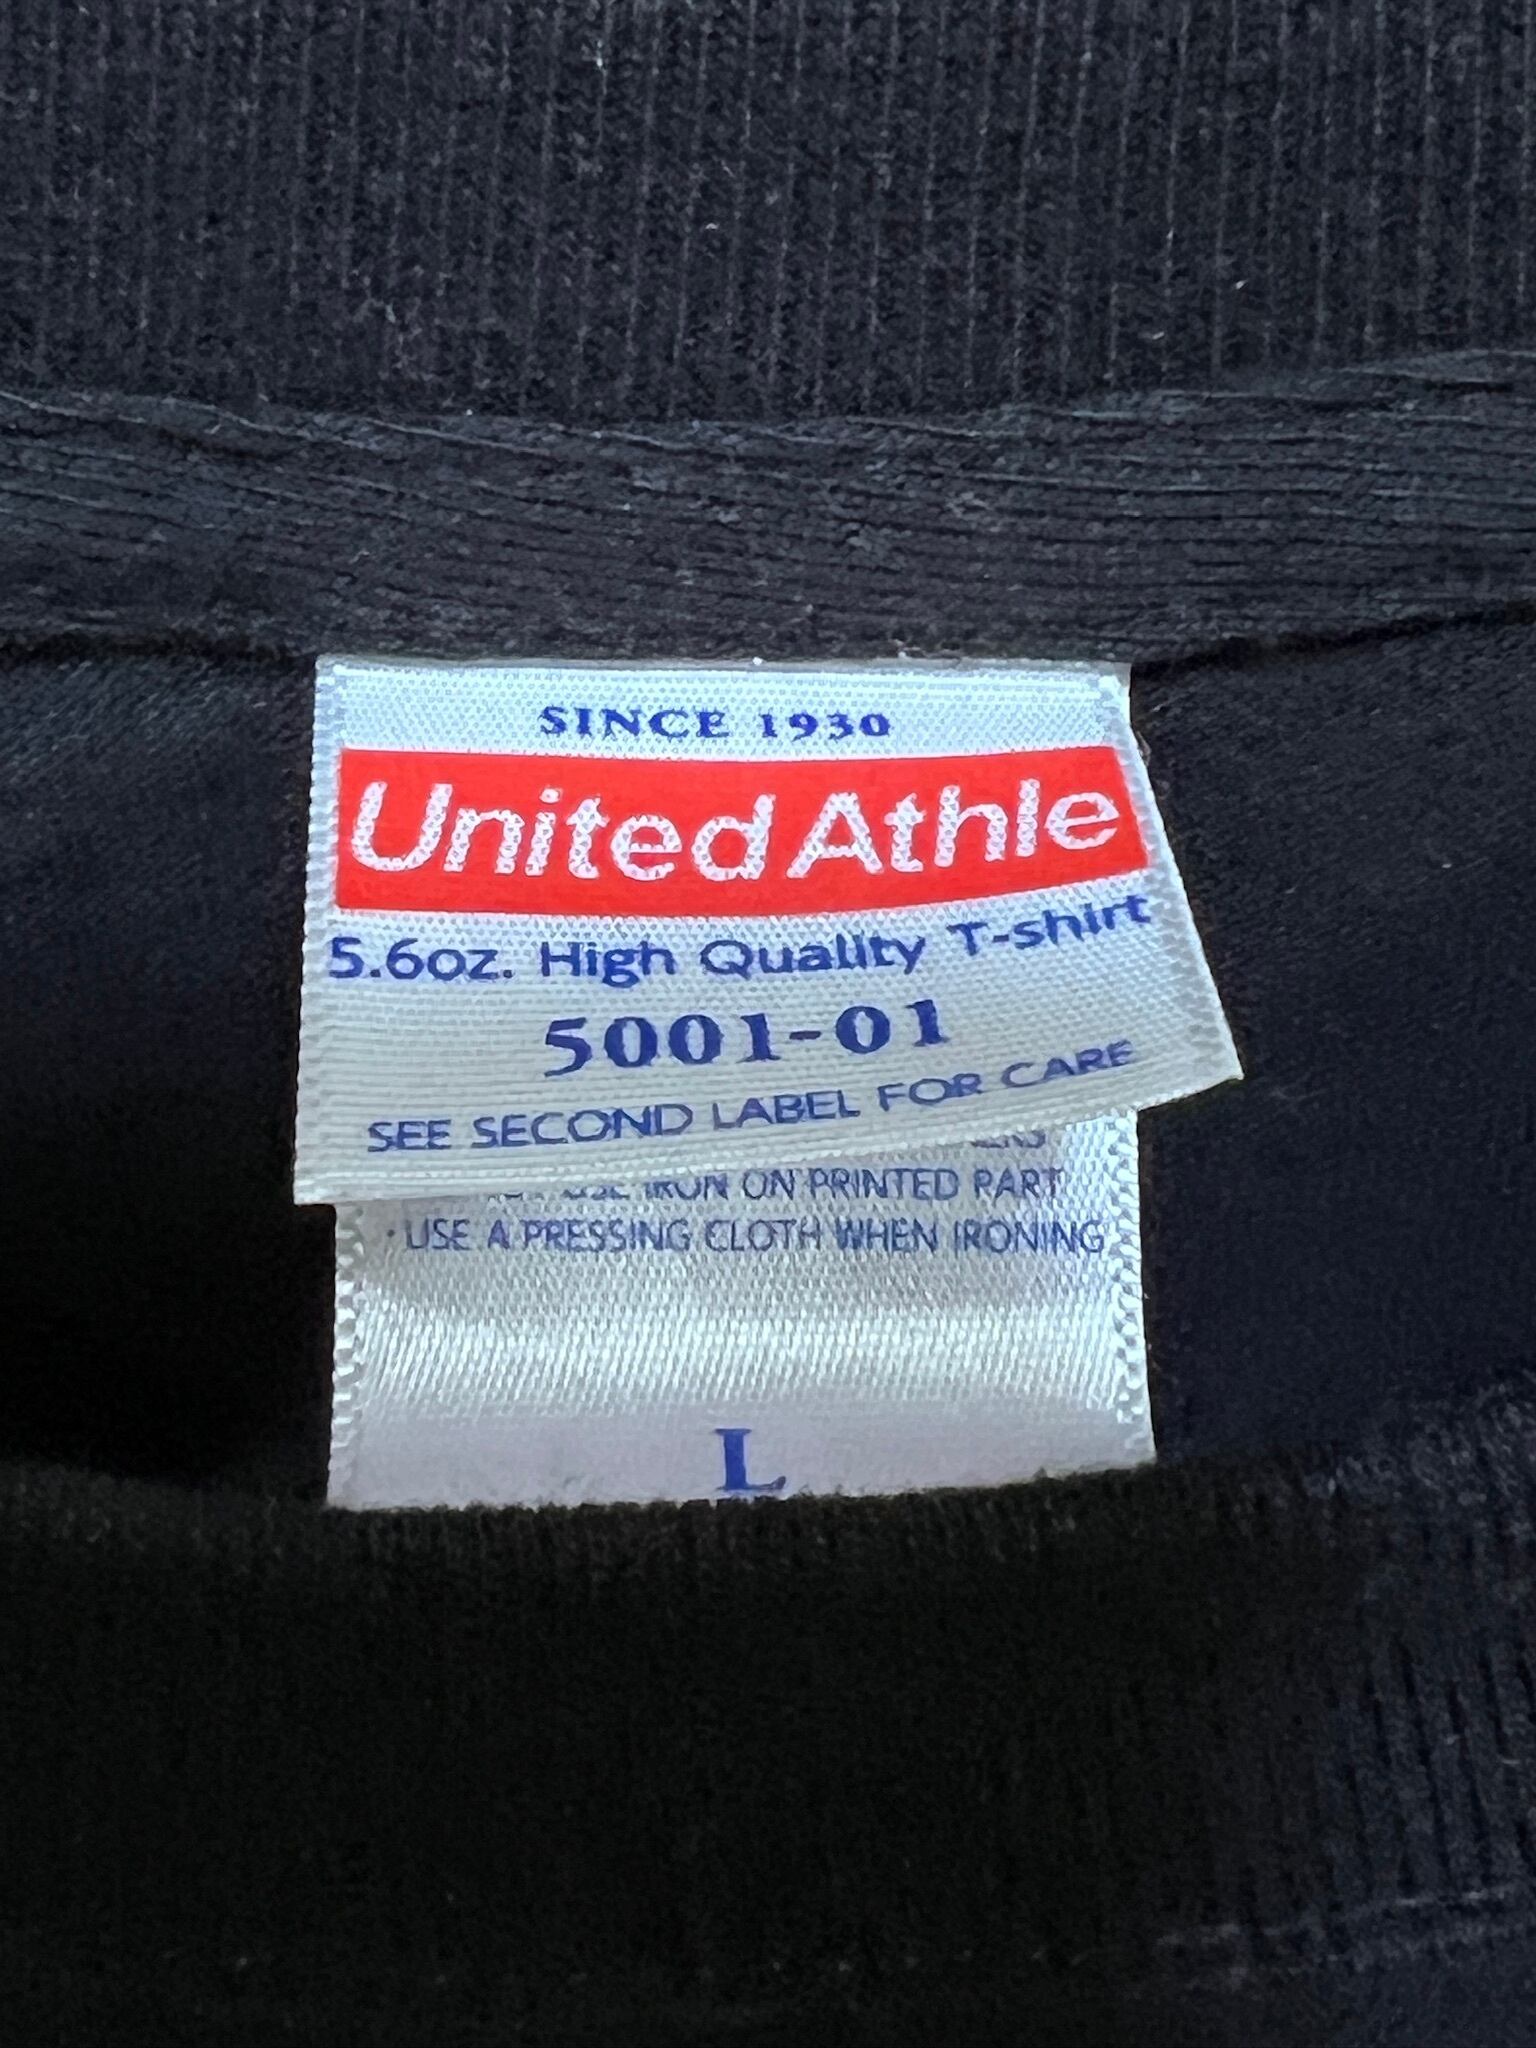 SINCE 1930
United Athle
5.6oz. High Quality T-shirt
5001-01
SEE SECOND LABEL FOR CARE
USE IRON ON PRINTED PART
・USE A PRESSING CLOTH WHEN IRONING
L